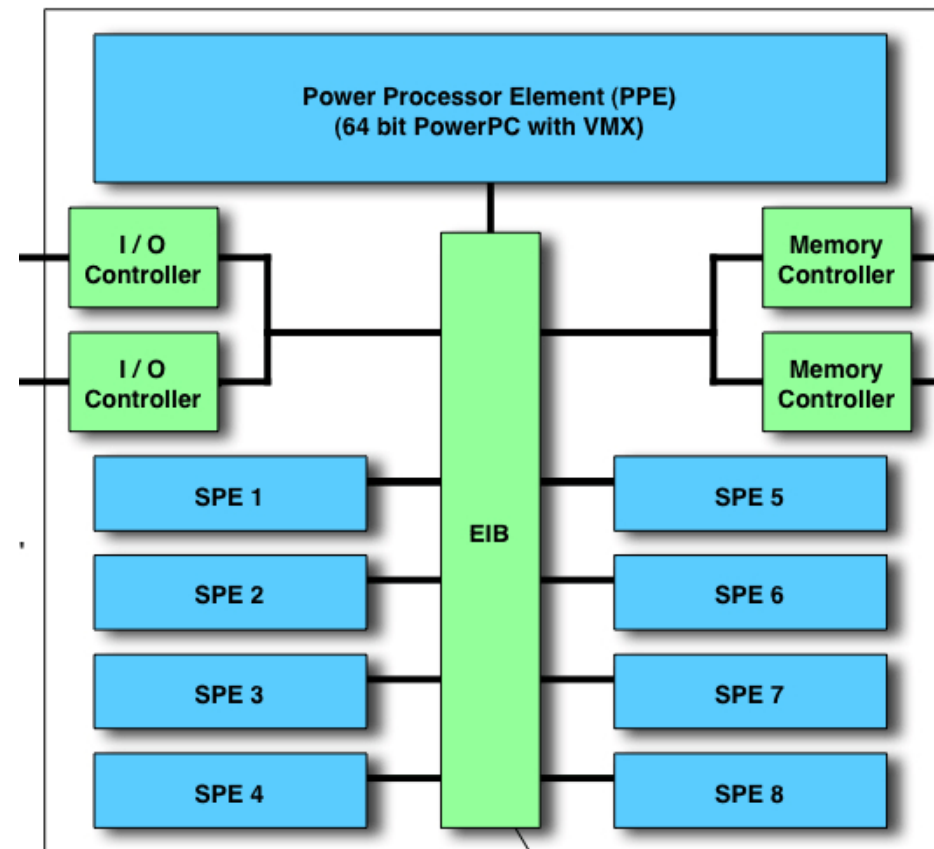 Power Processor Element (PPE)
(64 bit PowerPC with VMX)
I / O
Controller
Memory
Controller
I / O
Controller
Memory
Controller
SPE 1
SPE 5
EIB
SPE 2
SPE 6
SPE 3
SPE 7
SPE 4
SPE 8